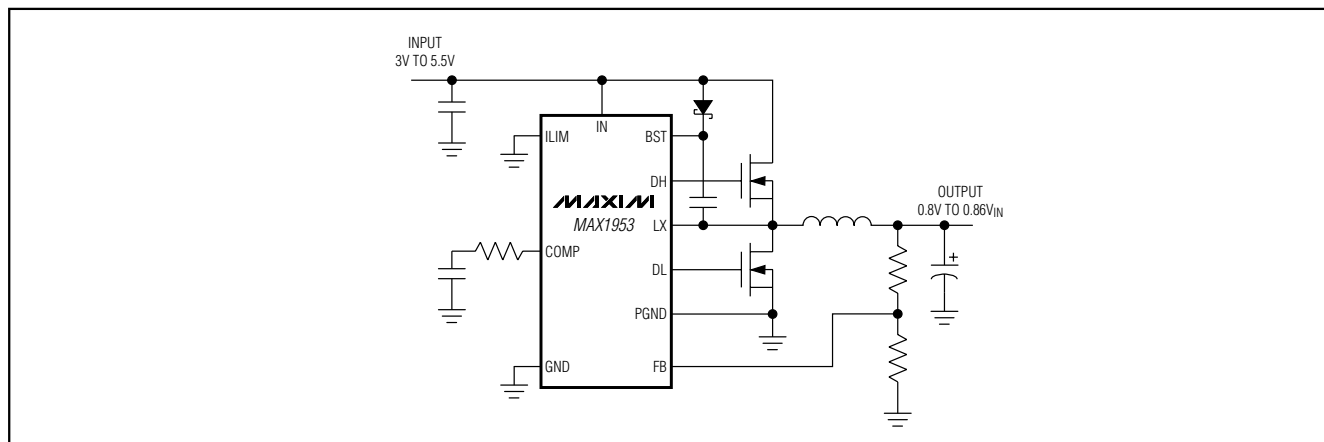 INPUT
3V TO 5.5V
IN
ILIM
BST
DH
MAXIM
MAX1953
LX
COMP
DL
PGND
GND
FB
OUTPUT
0.8V TO 0.86VIN
+